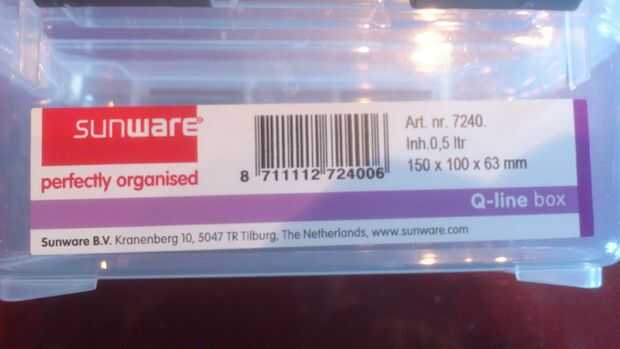 sunware®
perfectly organised
8 711112 724006
Art. nr. 7240.
Inh.0,5 ltr
150 x 100 x 63 mm
Q-line box
Sunware B.V. Kranenberg 10, 5047 TR Tilburg, The Netherlands, www.sunware.com